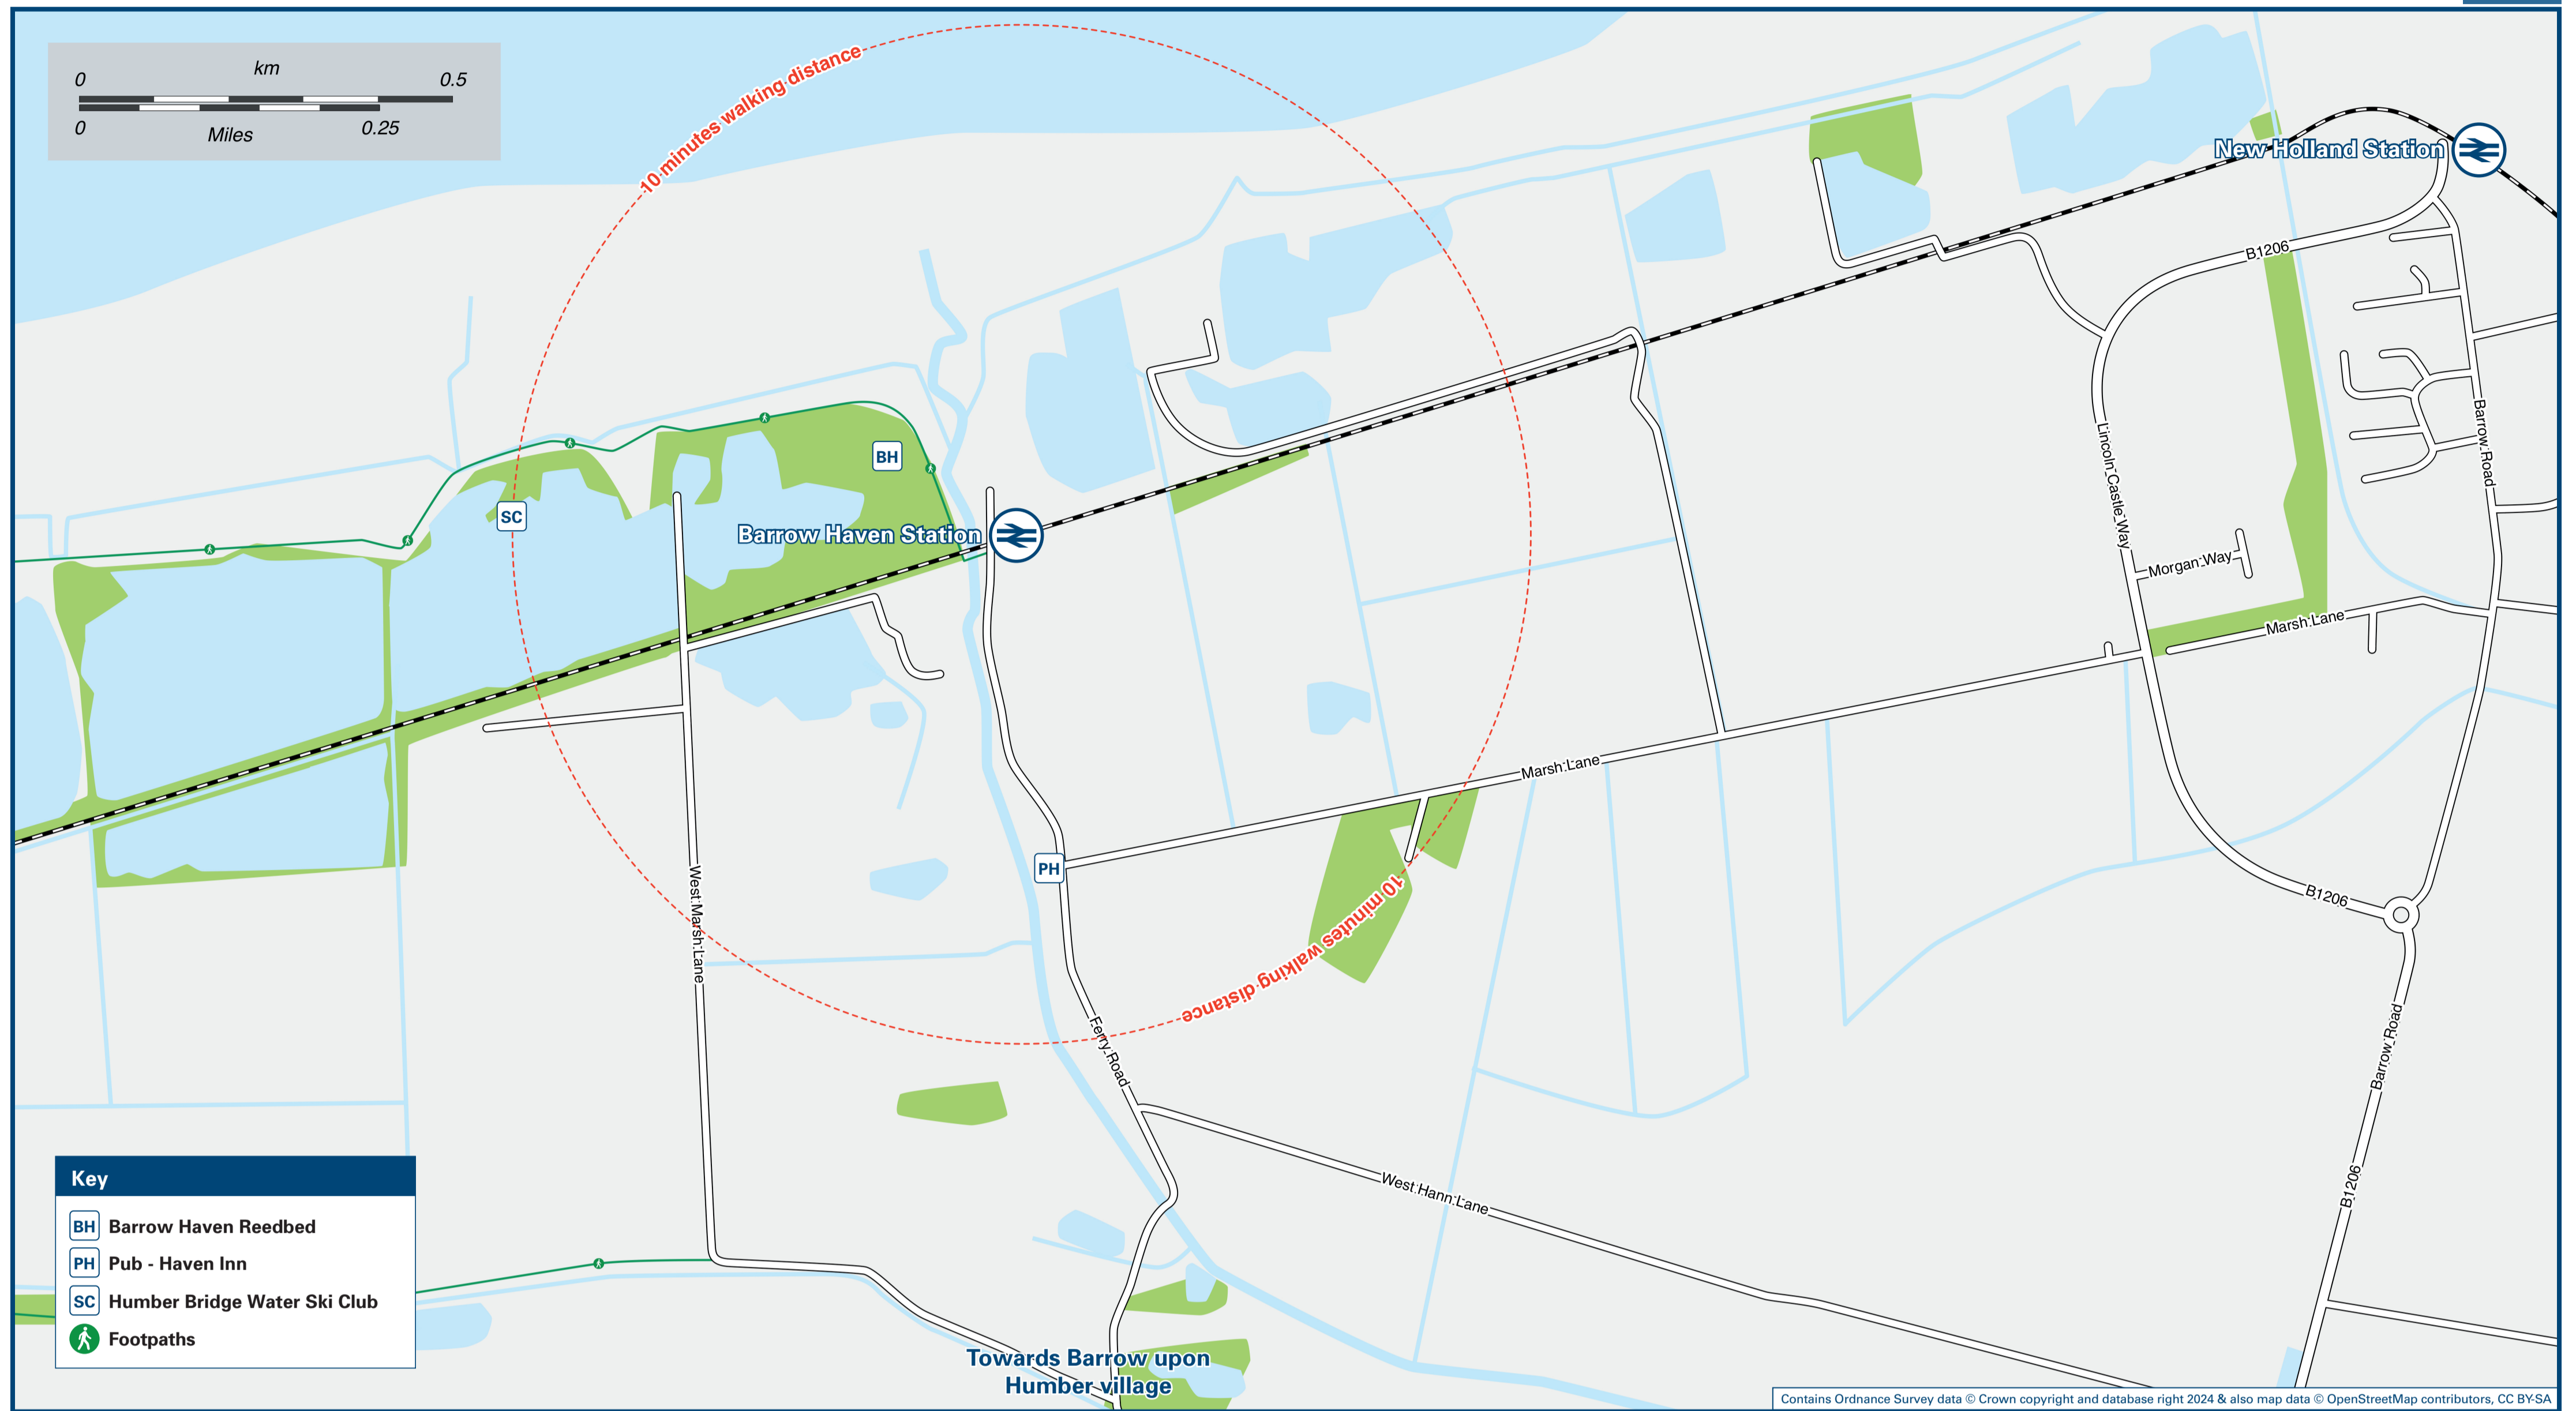 km
0 0.5
0 0.25
Miles
10 minutes walking distance
New Holland Station
B1206
Barrow Road
BH
SC
Barrow Haven Station
Lincoln Castle Way
Morgan Way
Marsh Lane
Marsh Lane
PH
West Marsh Lane
10 minutes walking distance
B1206
Ferry Road
Barrow Road
West Hann Lane
B1206
Key
BH Barrow Haven Reedbed
PH Pub - Haven Inn
SC Humber Bridge Water Ski Club
Footpaths
Towards Barrow upon
Humber village
Contains Ordnance Survey data © Crown copyright and database right 2024 & also map data © OpenStreetMap contributors, CC BY-SA